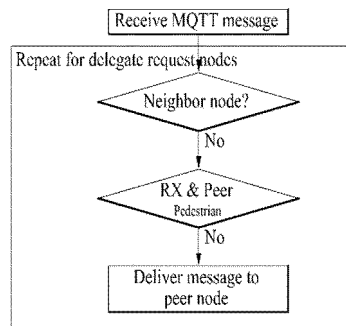 Receive MQTT message
Repeat for delegate request nodes
Neighbor node?
No
RX & Peer
Pedestrian
No
Deliver message to
peer node